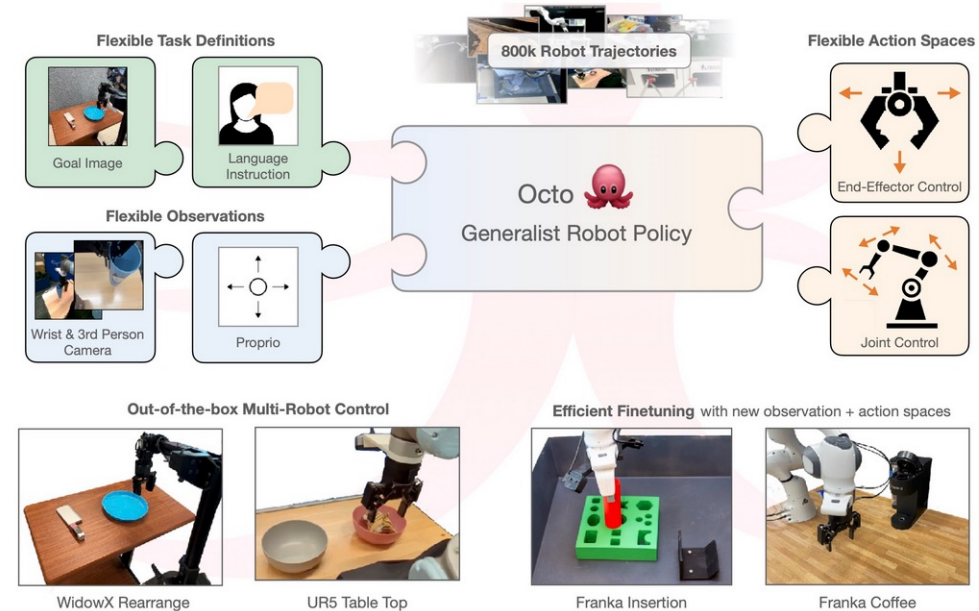 Flexible Task Definitions
Goal Image
Language
Instruction
Flexible Observations
Wrist & 3rd Person
Camera
Proprio
800k Robot Trajectories
Octo
Generalist Robot Policy
Flexible Action Spaces
End-Effector Control
Joint Control
Out-of-the-box Multi-Robot Control
WidowX Rearrange
UR5 Table Top
Efficient Finetuning with new observation + action spaces
Franka Insertion
Franka Coffee